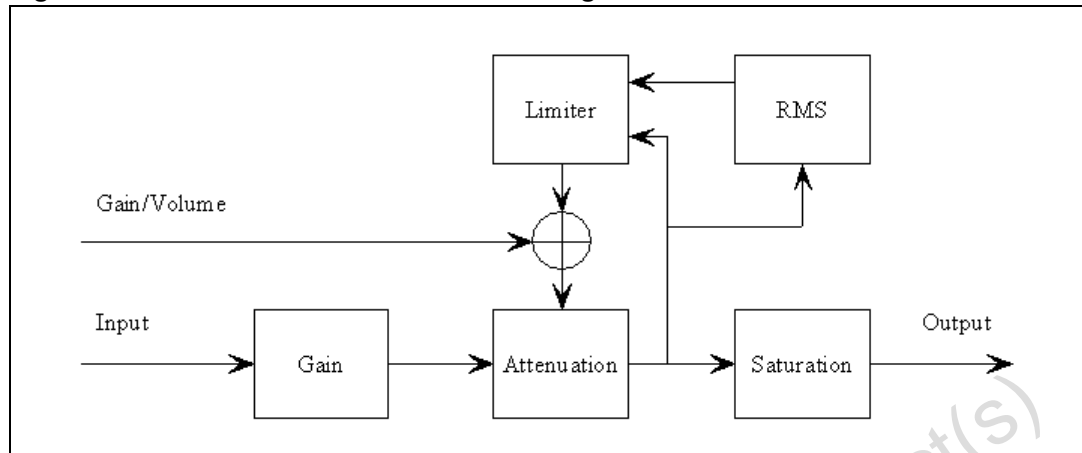 Limiter
RMS
Gain/Volume
Input
Output
Gain
Attenuation
Saturation